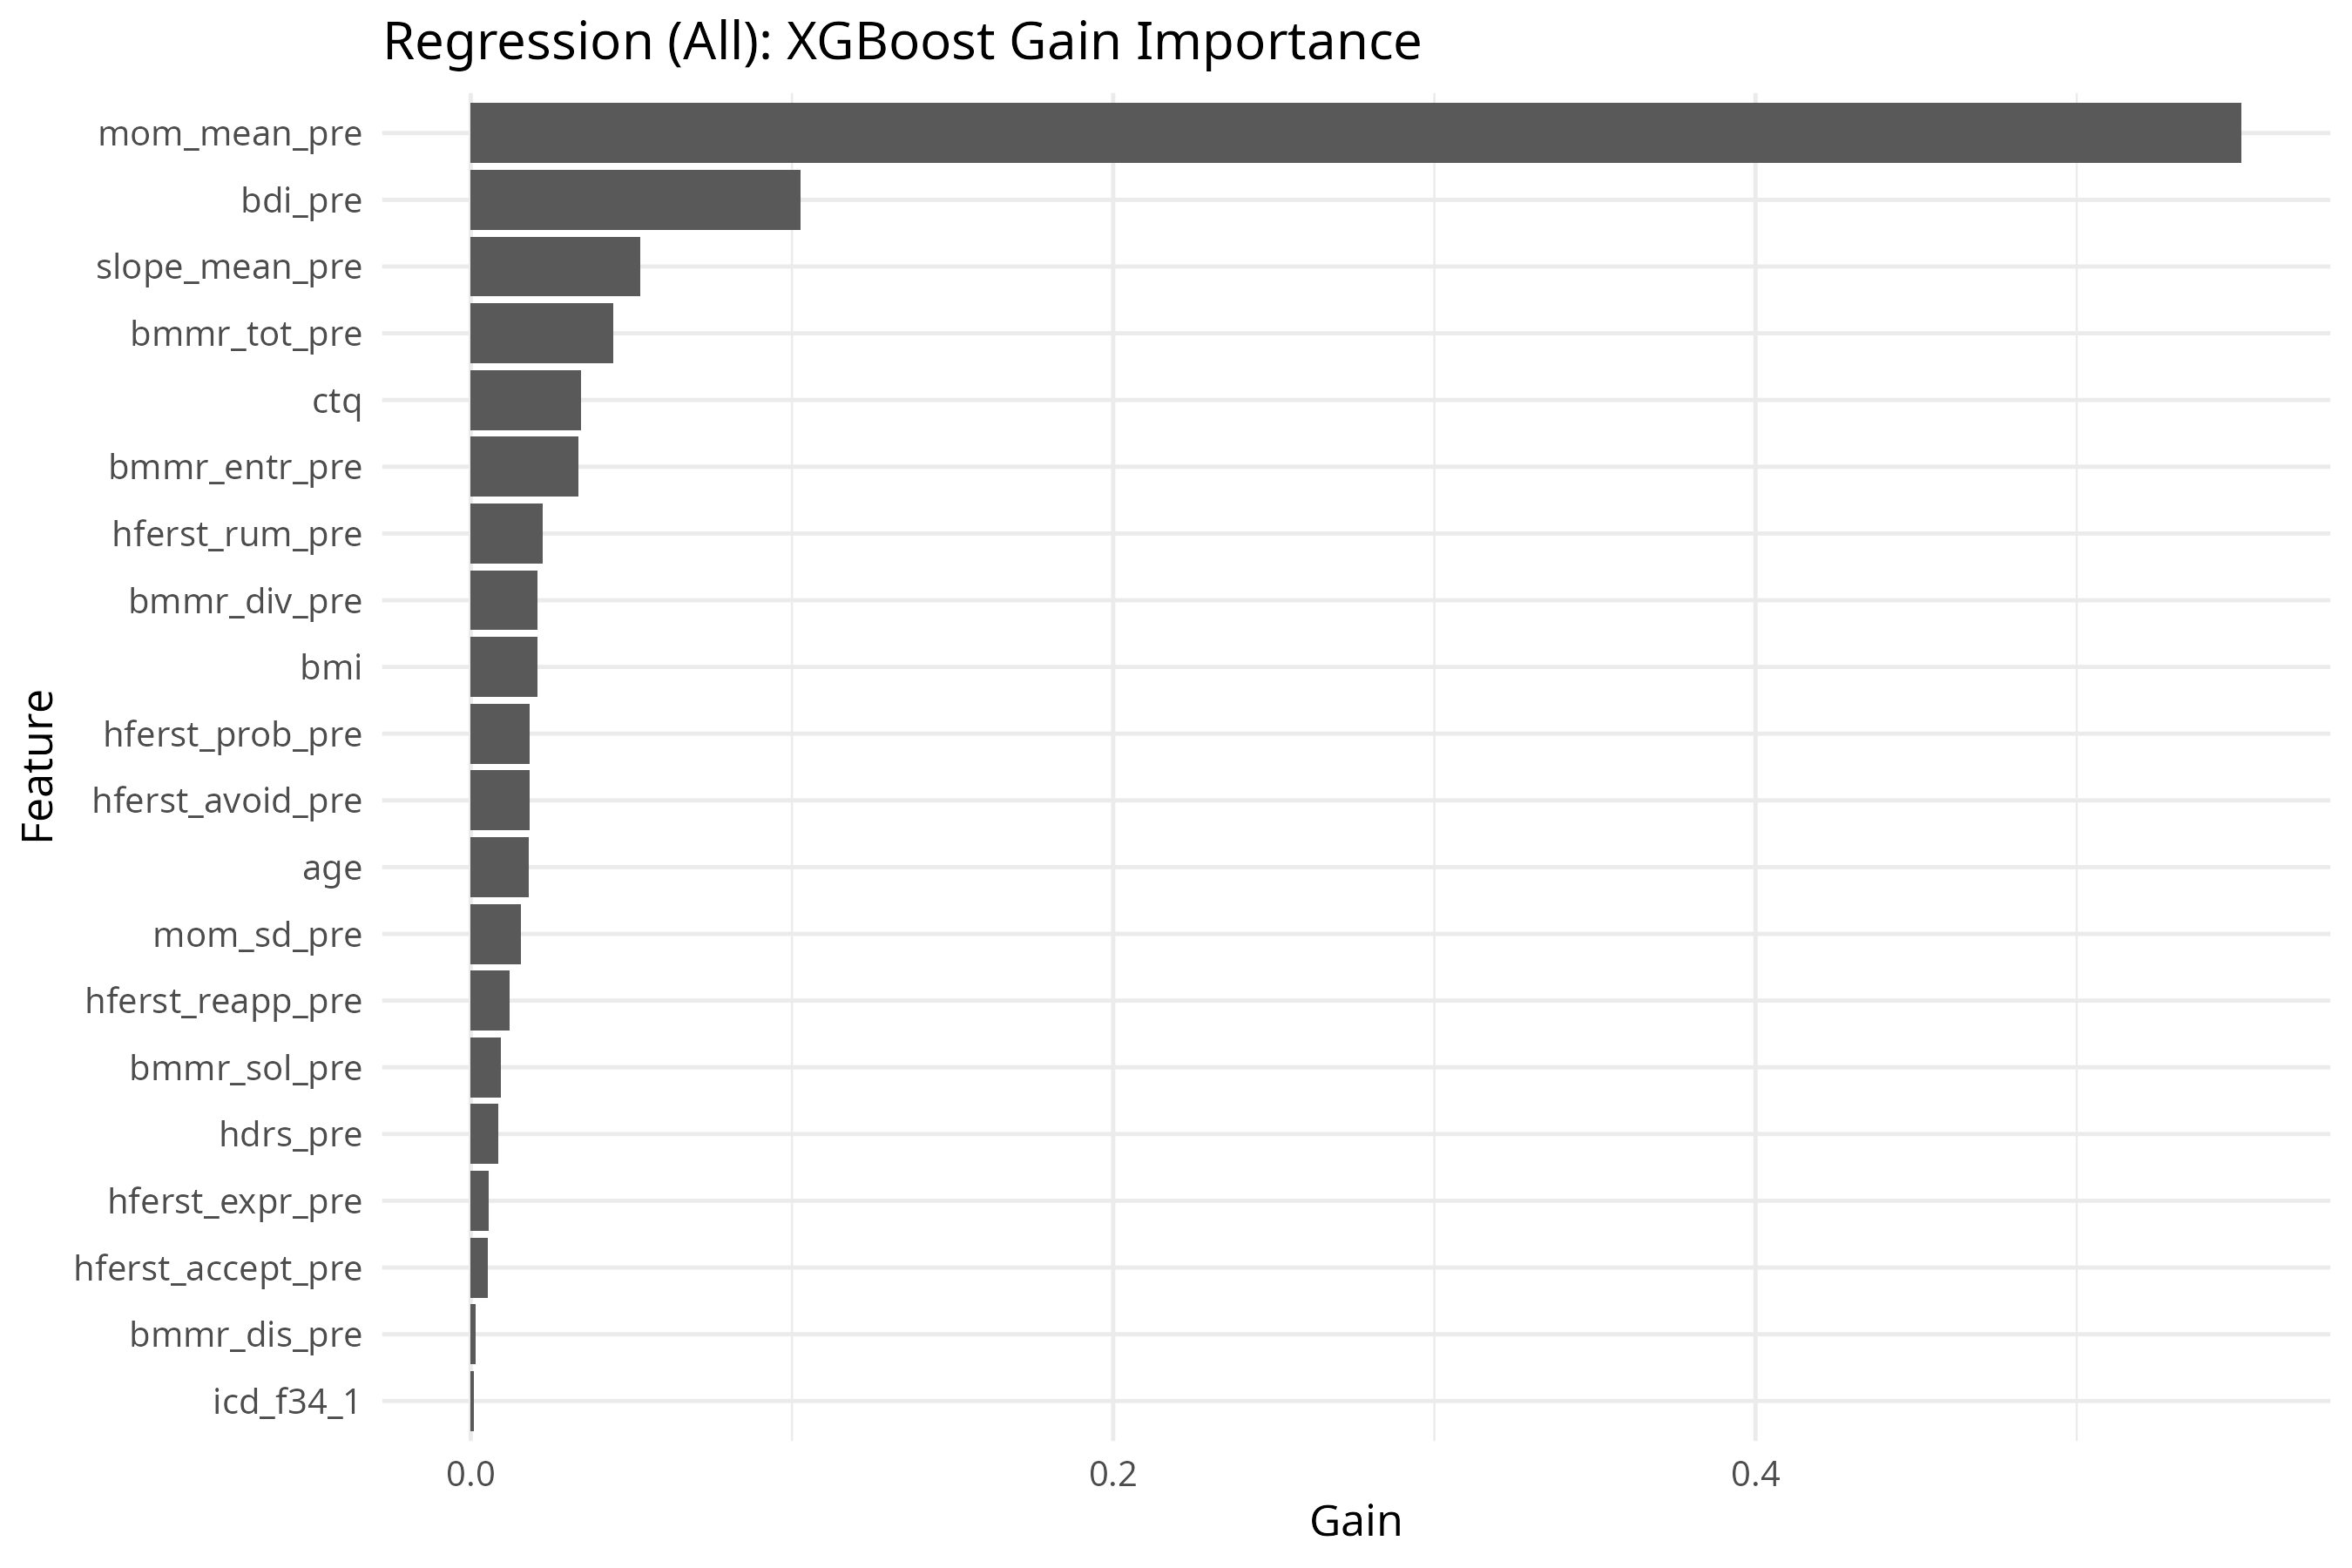 Regression (All): XGBoost Gain Importance
mom_mean_pre
bdi_pre
slope_mean_pre
bmmr_tot_pre
ctq
bmmr_entr_pre
hferst_rum_pre
bmmr_div_pre
bmi
hferst_prob_pre
hferst_avoid_pre
age
mom_sd_pre
hferst_reapp_pre
bmmr_sol_pre
hdrs_pre
hferst_expr_pre
hferst_accept_pre
bmmr_dis_pre
icd_f34_1
Feature
0.0
0.2
0.4
Gain